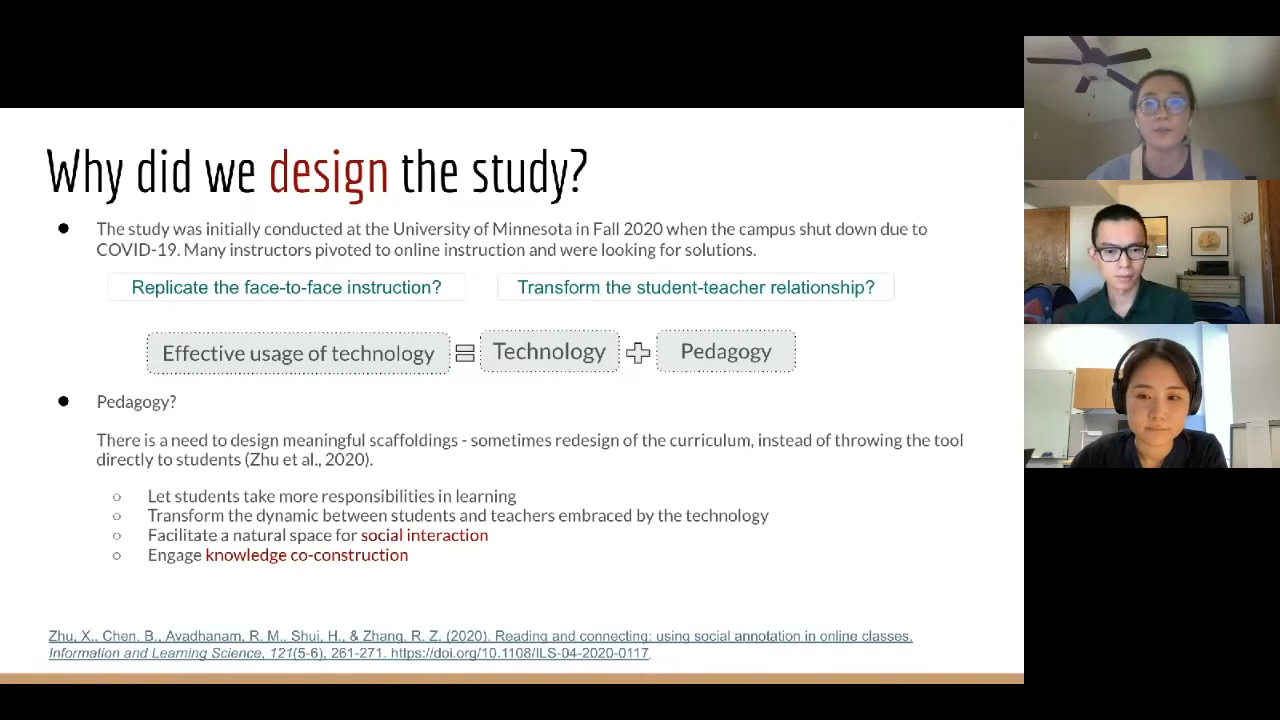 Why did we design the study?
● The study was initially conducted at the University of Minnesota in Fall 2020 when the campus shut down due to
COVID-19. Many instructors pivoted to online instruction and were looking for solutions.
Replicate the face-to-face instruction? Transform the student-teacher relationship?
Effective usage of technology = Technology + Pedagogy
● Pedagogy?
There is a need to design meaningful scaffoldings - sometimes redesign of the curriculum, instead of throwing the tool
directly to students (Zhu et al., 2020).
○ Let students take more responsibilities in learning
○ Transform the dynamic between students and teachers embraced by the technology
○ Facilitate a natural space for social interaction
○ Engage knowledge co-construction
Zhu, X., Chen, B., Avadhanam, R. M., Shui, H., & Zhang, R. Z. (2020). Reading and connecting: using social annotation in online classes.
Information and Learning Science, 121(5-6), 261-271. https://doi.org/10.1108/ILS-04-2020-0117.